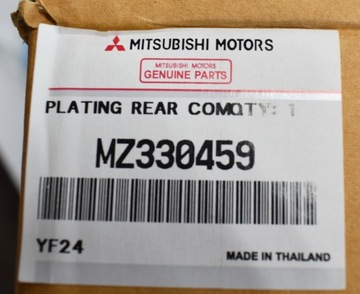 MITSUBISHI MOTORS
MITSUBISHI MOTORS
GENUINE PARTS
PLATING REAR COMQTY: 1
MZ330459
YF24
MADE IN THAILAND